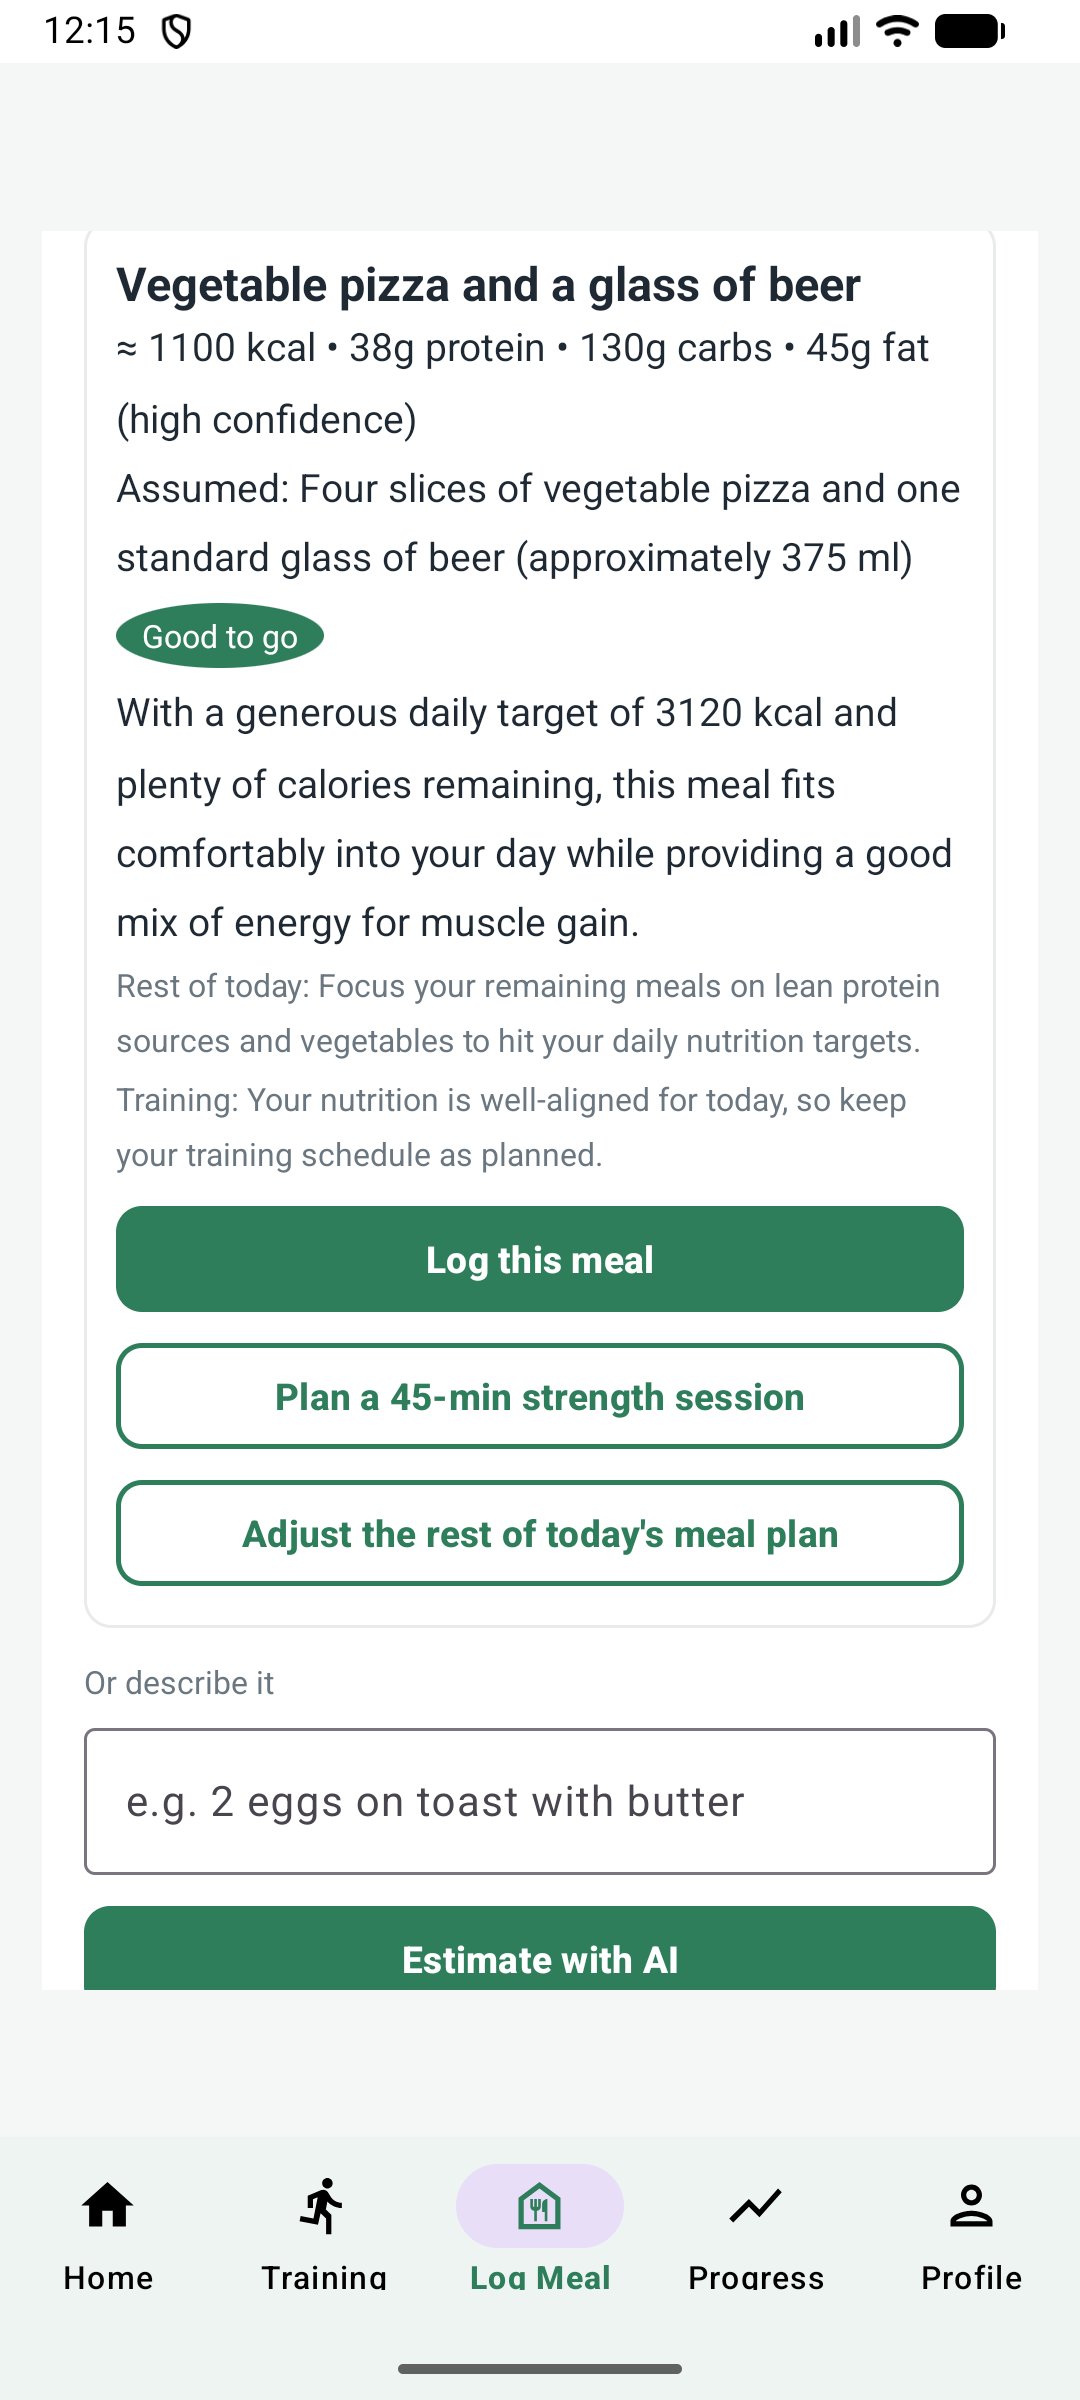 12:15
Vegetable pizza and a glass of beer
≈ 1100 kcal • 38g protein • 130g carbs • 45g fat
(high confidence)
Assumed: Four slices of vegetable pizza and one
standard glass of beer (approximately 375 ml)
Good to go
With a generous daily target of 3120 kcal and
plenty of calories remaining, this meal fits
comfortably into your day while providing a good
mix of energy for muscle gain.
Rest of today: Focus your remaining meals on lean protein
sources and vegetables to hit your daily nutrition targets.
Training: Your nutrition is well-aligned for today, so keep
your training schedule as planned.
Log this meal
Plan a 45-min strength session
Adjust the rest of today's meal plan
Or describe it
e.g. 2 eggs on toast with butter
Estimate with AI
Home Training Log Meal Progress Profile